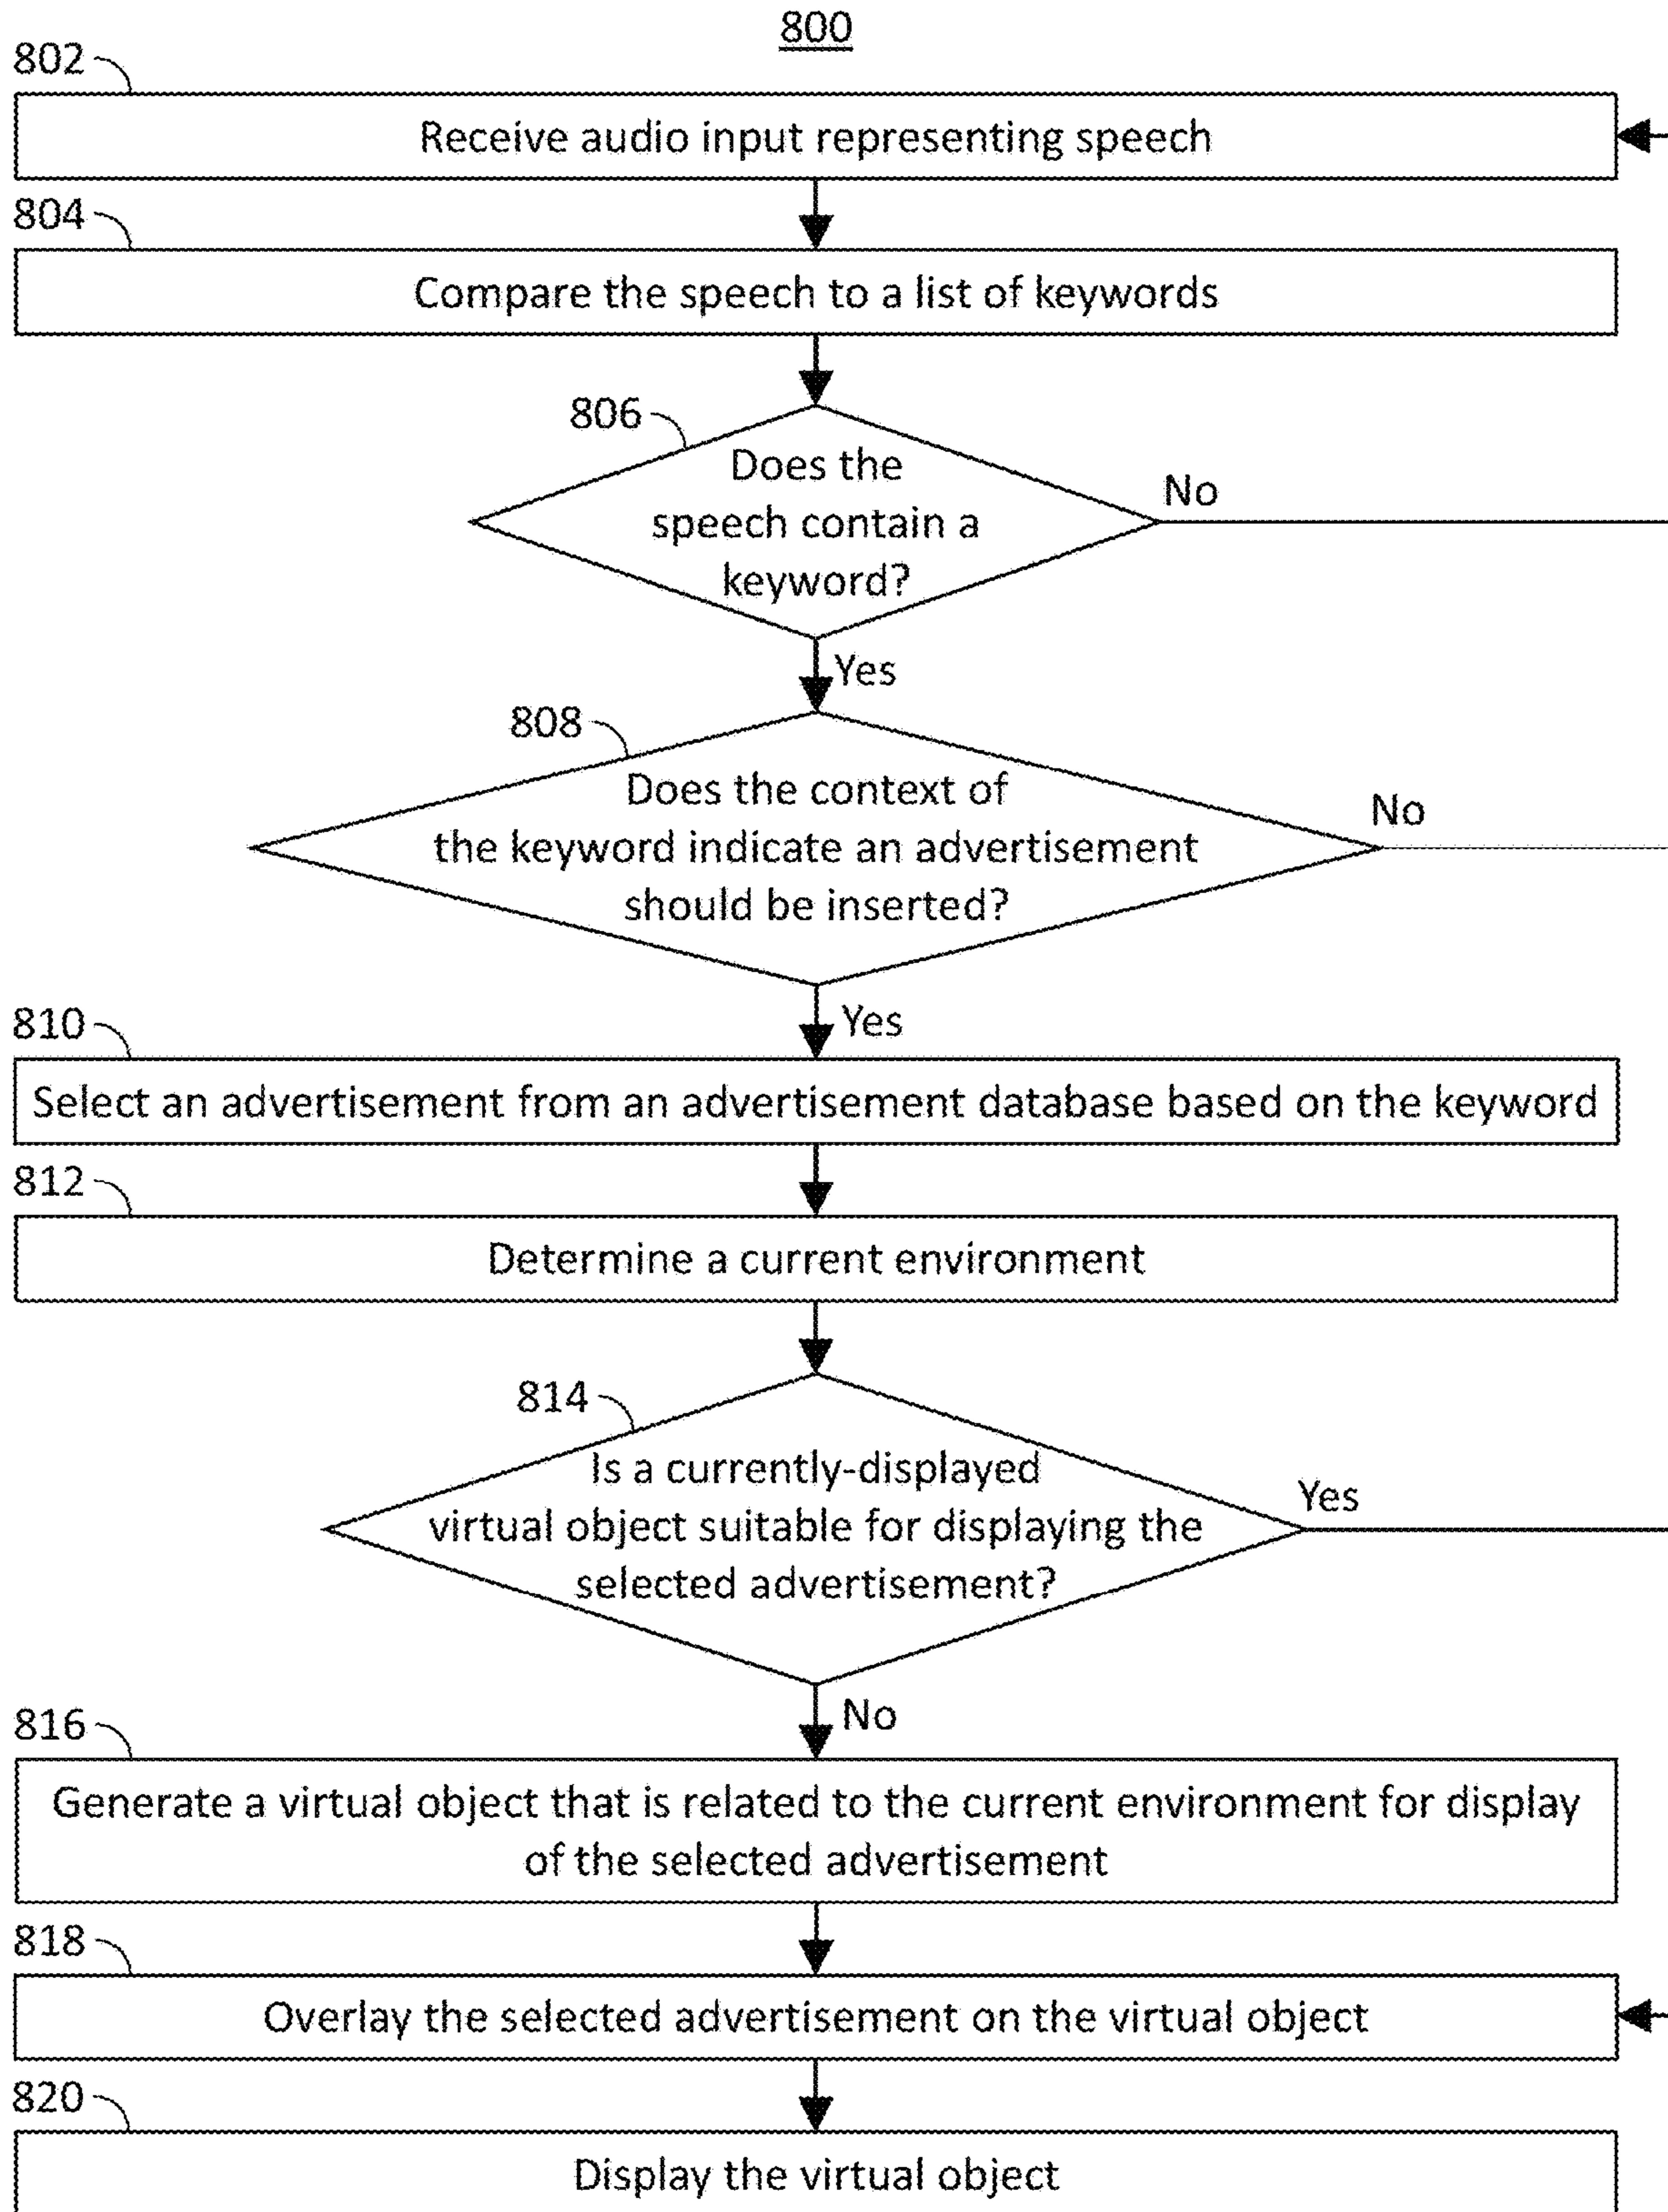 800
802
Receive audio input representing speech
804
Compare the speech to a list of keywords
806
Does the
speech contain a
keyword?
No
Yes
808
Does the context of
the keyword indicate an advertisement
should be inserted?
No
Yes
810
Select an advertisement from an advertisement database based on the keyword
812
Determine a current environment
814
Is a currently-displayed
virtual object suitable for displaying the
selected advertisement?
Yes
No
816
Generate a virtual object that is related to the current environment for display
of the selected advertisement
818
Overlay the selected advertisement on the virtual object
820
Display the virtual object